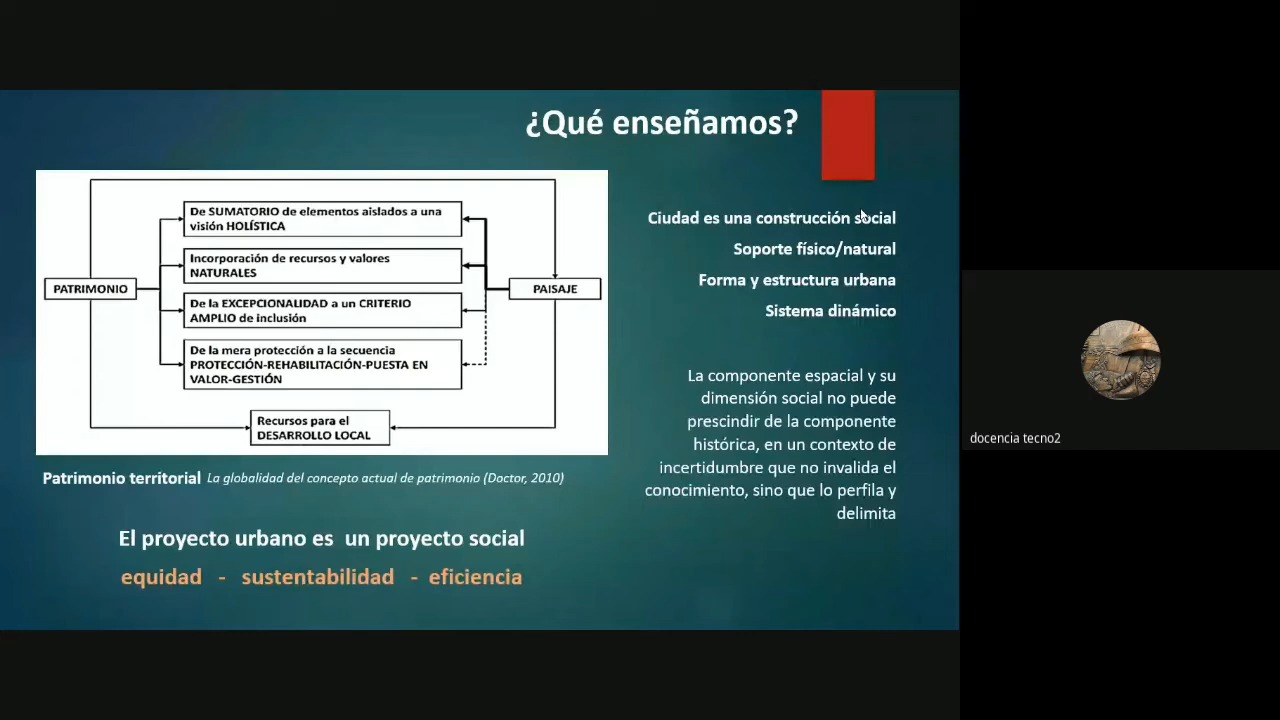 ¿Qué enseñamos?
De SUMATORIO de elementos aislados a una
visión HOLÍSTICA
Incorporación de recursos y valores
NATURALES
PATRIMONIO
PAISAJE
De la EXCEPCIONALIDAD a un CRITERIO
AMPLIO de inclusión
De la mera protección a la secuencia
PROTECCIÓN-REHABILITACIÓN-PUESTA EN
VALOR-GESTIÓN
Recursos para el
DESARROLLO LOCAL
Patrimonio territorial La globalidad del concepto actual de patrimonio (Doctor, 2010)
El proyecto urbano es un proyecto social
equidad - sustentabilidad - eficiencia
Ciudad es una construcción social
Soporte físico/natural
Forma y estructura urbana
Sistema dinámico
La componente espacial y su
dimensión social no puede
prescindir de la componente
histórica, en un contexto de
incertidumbre que no invalida el
conocimiento, sino que lo perfila y
delimita
docencia tecno2